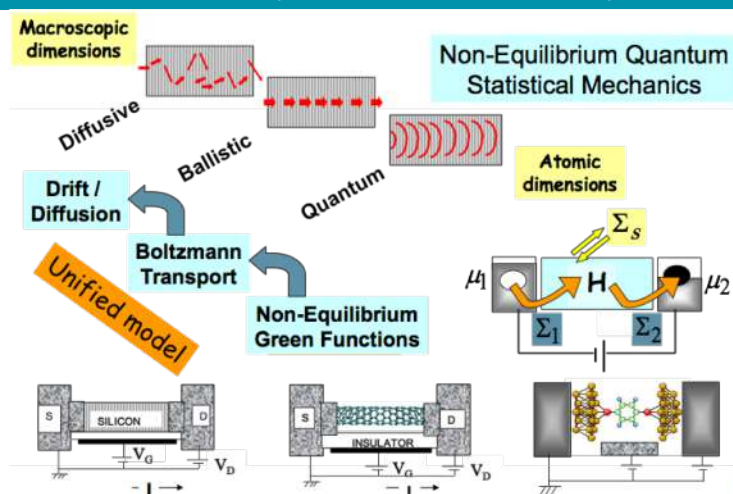 Macroscopic
dimensions
Non-Equilibrium Quantum
Statistical Mechanics
Diffusive
Ballistic
Quantum
Atomic
dimensions
Drift /
Diffusion
Boltzmann
Transport
Non-Equilibrium
Green Functions
Unified model
Σs
μ1
H
μ2
Σ1
Σ2
S
SILICON
D
VG
VD
I
S
INSULATOR
D
VG
VD
I